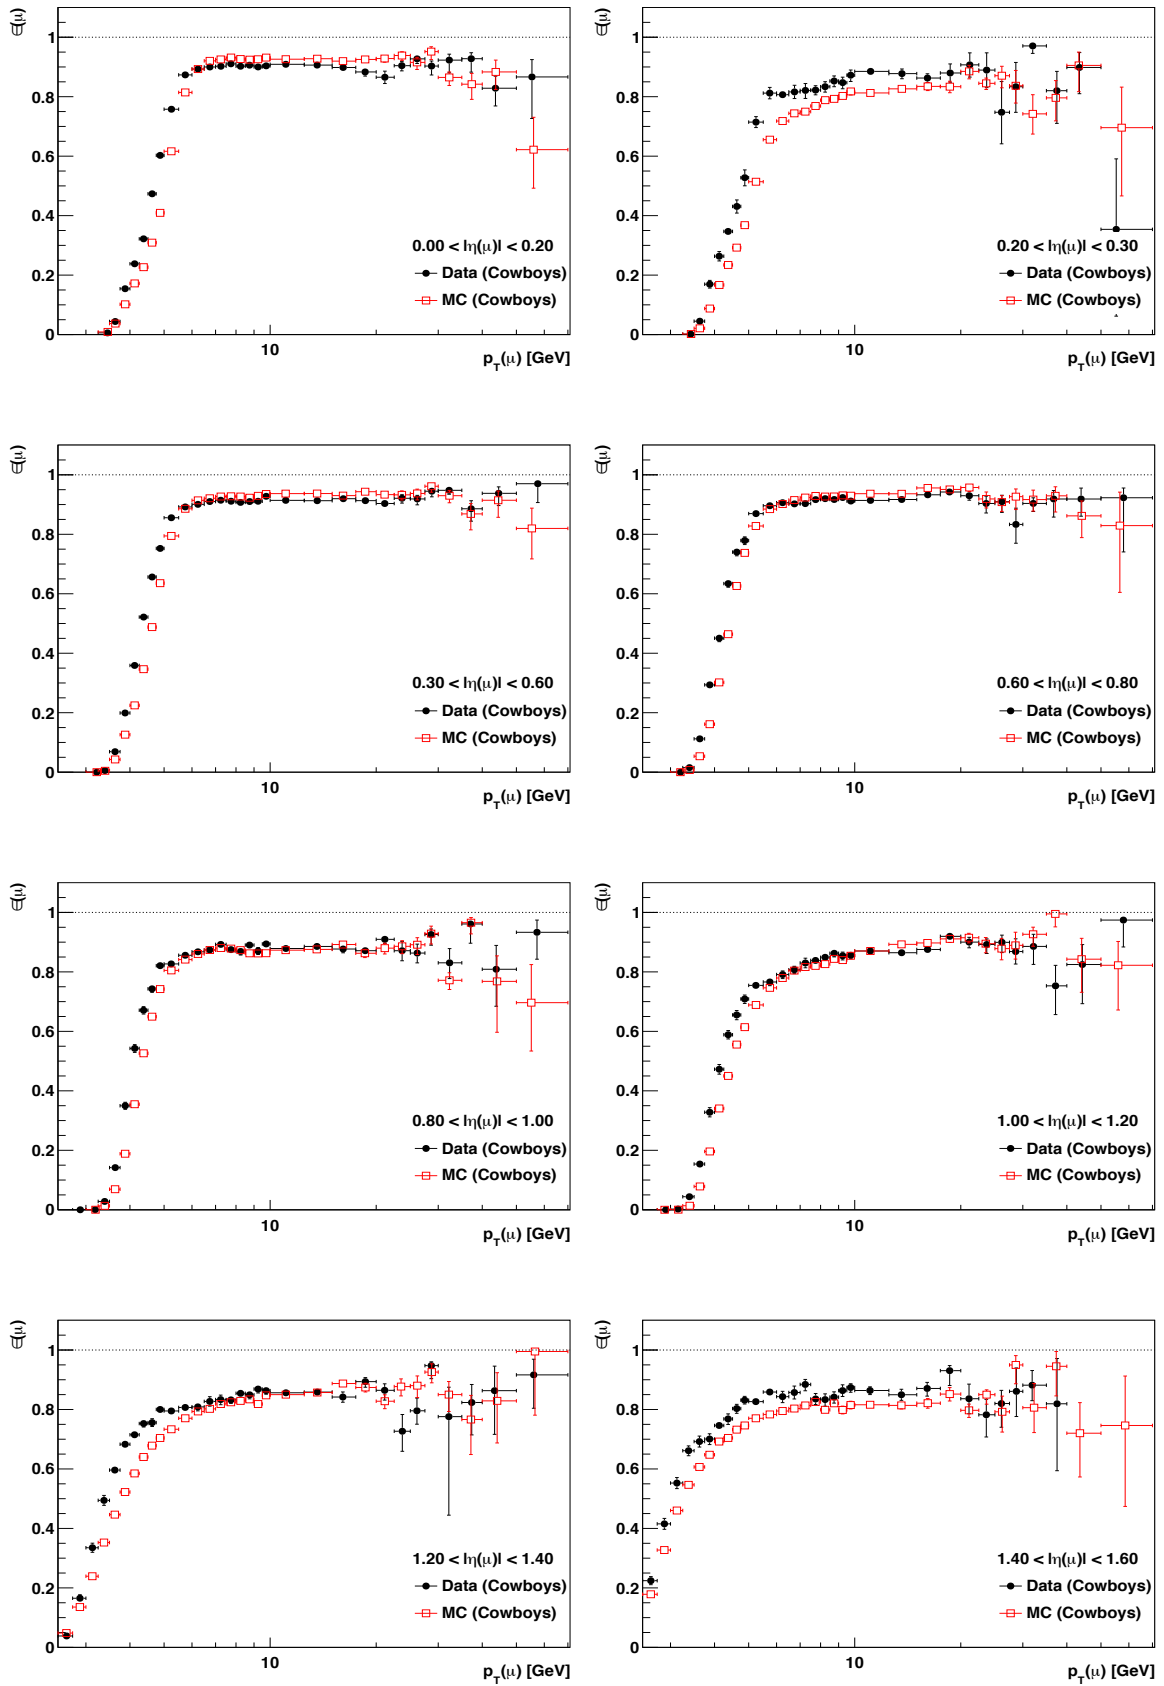 ∈(μ)
1
0.8
0.6
0.4
0.2
0
0.00 < |η(μ)| < 0.20
Data (Cowboys)
MC (Cowboys)
10
p_T(μ) [GeV]
∈(μ)
1
0.8
0.6
0.4
0.2
0
0.20 < |η(μ)| < 0.30
Data (Cowboys)
MC (Cowboys)
10
p_T(μ) [GeV]
∈(μ)
1
0.8
0.6
0.4
0.2
0
0.30 < |η(μ)| < 0.60
Data (Cowboys)
MC (Cowboys)
10
p_T(μ) [GeV]
∈(μ)
1
0.8
0.6
0.4
0.2
0
0.60 < |η(μ)| < 0.80
Data (Cowboys)
MC (Cowboys)
10
p_T(μ) [GeV]
∈(μ)
1
0.8
0.6
0.4
0.2
0
0.80 < |η(μ)| < 1.00
Data (Cowboys)
MC (Cowboys)
10
p_T(μ) [GeV]
∈(μ)
1
0.8
0.6
0.4
0.2
0
1.00 < |η(μ)| < 1.20
Data (Cowboys)
MC (Cowboys)
10
p_T(μ) [GeV]
∈(μ)
1
0.8
0.6
0.4
0.2
0
1.20 < |η(μ)| < 1.40
Data (Cowboys)
MC (Cowboys)
10
p_T(μ) [GeV]
∈(μ)
1
0.8
0.6
0.4
0.2
0
1.40 < |η(μ)| < 1.60
Data (Cowboys)
MC (Cowboys)
10
p_T(μ) [GeV]